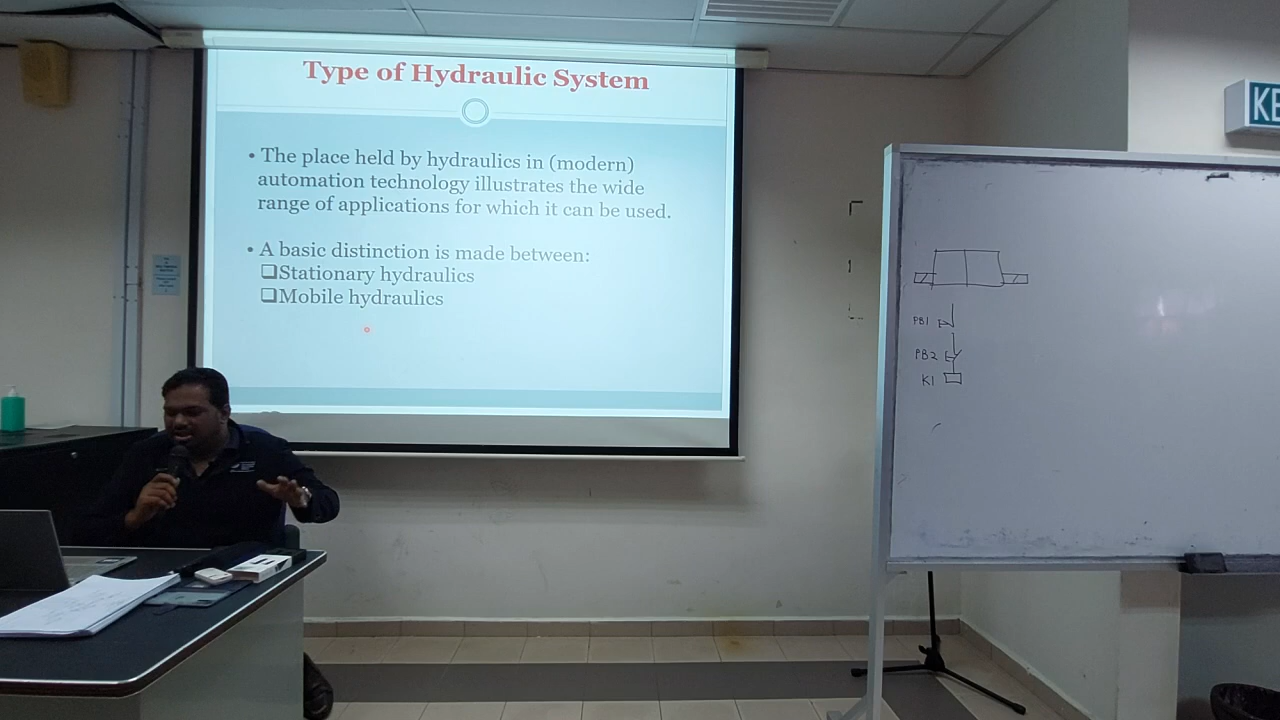 Type of Hydraulic System
• The place held by hydraulics in (modern)
automation technology illustrates the wide
range of applications for which it can be used.
• A basic distinction is made between:
❑Stationary hydraulics
❑Mobile hydraulics
KE
PB1
PB2
K1